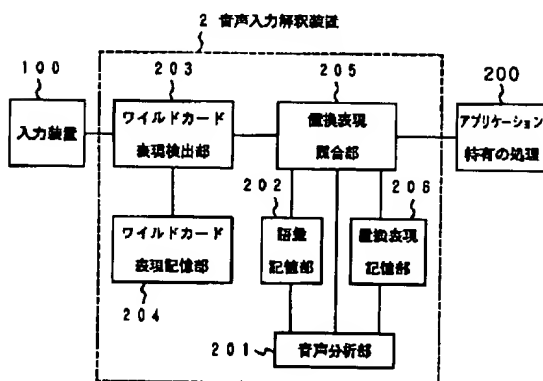 2 音声入力解釈装置
100
203
205
200
入力装置
ワイルドカード
表現検出部
置換表現
照合部
アプリケーション
特有の処理
202
206
ワイルドカード
表現記憶部
語彙
記憶部
置換表現
記憶部
204
201
音声分析部